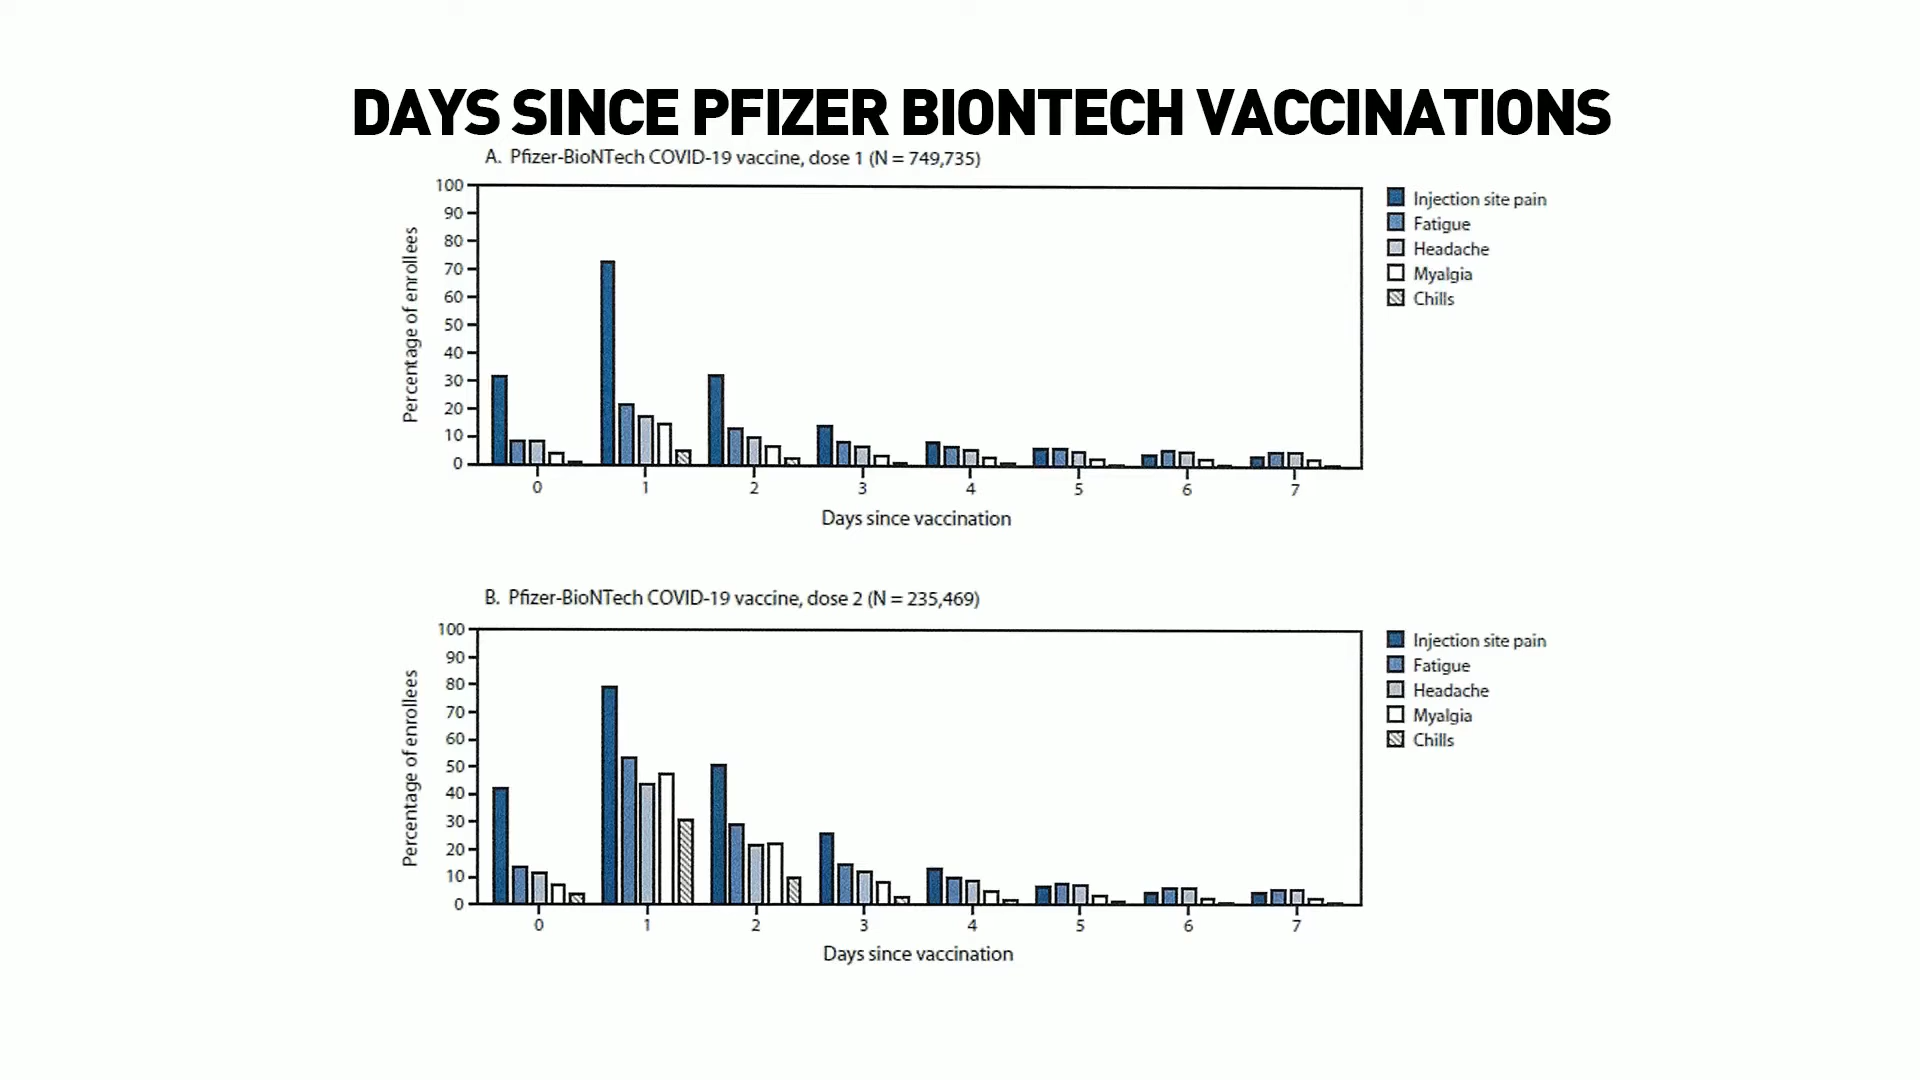 DAYS SINCE PFIZER BIONTECH VACCINATIONS
A. Pfizer-BioNTech COVID-19 vaccine, dose 1 (N = 749,735)
Percentage of enrollees
100
90
80
70
60
50
40
30
20
10
0
0 1 2 3 4 5 6 7
Days since vaccination
Injection site pain
Fatigue
Headache
Myalgia
Chills
B. Pfizer-BioNTech COVID-19 vaccine, dose 2 (N = 235,469)
Percentage of enrollees
100
90
80
70
60
50
40
30
20
10
0
0 1 2 3 4 5 6 7
Days since vaccination
Injection site pain
Fatigue
Headache
Myalgia
Chills